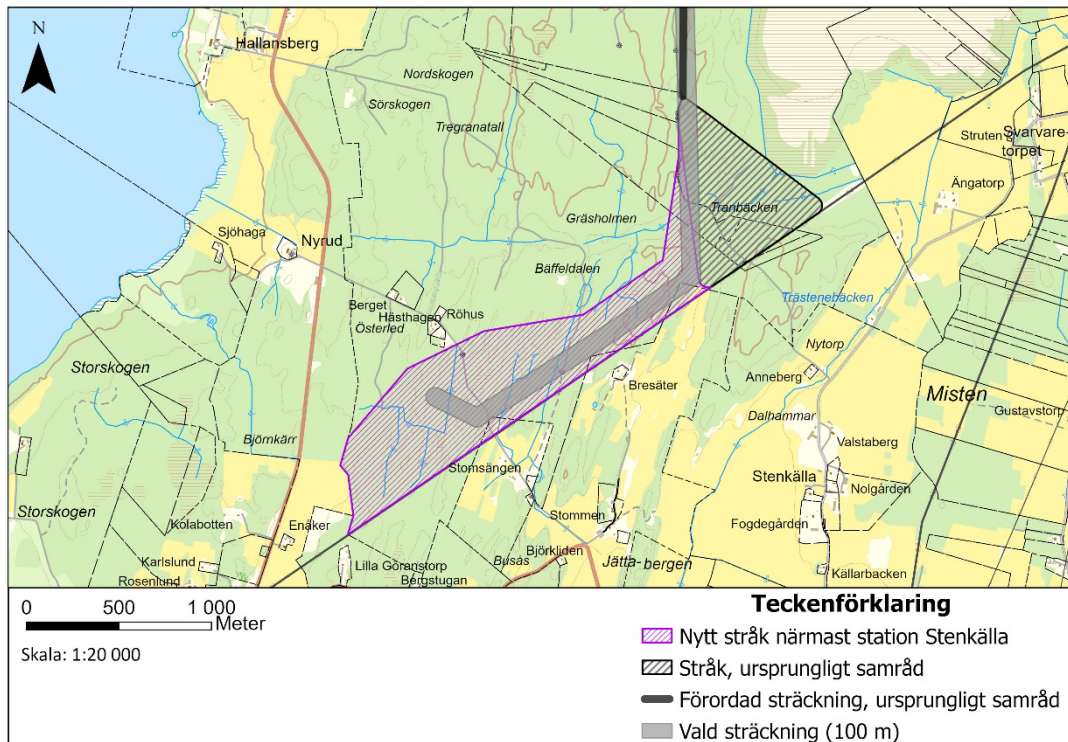 N
Hallansberg
Nordskogen
Sörskogen
Tregranatall
Struten
Svarvare-
torpet
Ängatorp
Tranbäcken
Gräsholmen
Sjöhaga
Nyrud
Bäffeldalen
Trästenebäcken
Berget
Hästhagen
Röhus
Österled
Nytorp
Storskogen
Anneberg
Bresäter
Misten
Gustavstorp
Dalhammar
Björnkärr
Valstaberg
Stomsängen
Stenkälla
Nolgården
Storskogen
Kolabotten
Enåker
Stommen
Fogdegården
Karlslund
Lilla Göranstorp
Busås
Björkliden
Jätta-
bergen
Källarbacken
Rosenlund
Bergstugan
0 500 1 000
Meter
Skala: 1:20 000
Teckenförklaring
Nytt stråk närmast station Stenkälla
Stråk, ursprungligt samråd
Förordad sträckning, ursprungligt samråd
Vald sträckning (100 m)